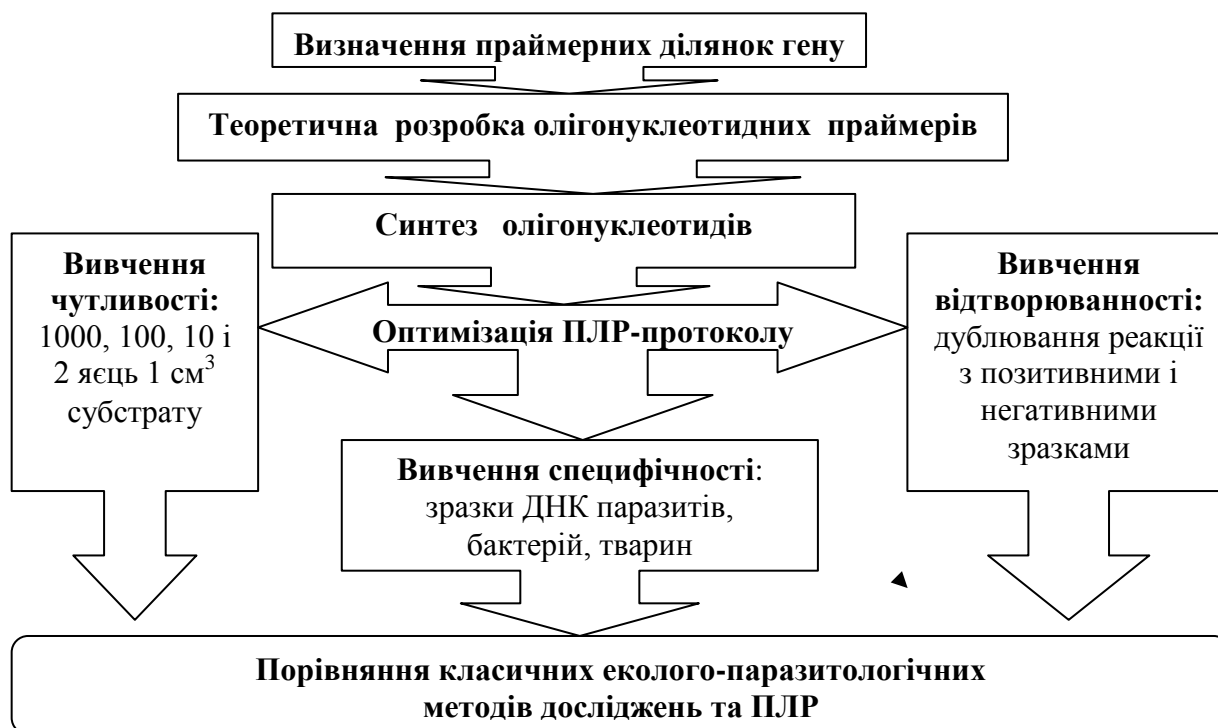 Визначення праймерних ділянок гену
Теоретична розробка олігонуклеотидних праймерів
Синтез олігонуклеотидів
Вивчення
чутливості:
1000, 100, 10 і
2 яєць 1 см³
субстрату
Оптимізація ПЛР-протоколу
Вивчення
відтворюванності:
дублювання реакції
з позитивними і
негативними
зразками
Вивчення специфічності:
зразки ДНК паразитів,
бактерій, тварин
Порівняння класичних еколого-паразитологічних
методів досліджень та ПЛР